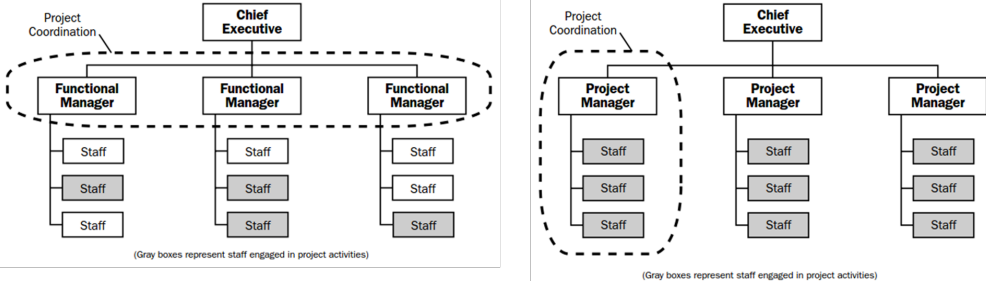 Project
Coordination
Chief
Executive
Functional
Manager
Functional
Manager
Functional
Manager
Staff
Staff
Staff
Staff
Staff
Staff
Staff
Staff
Staff
(Gray boxes represent staff engaged in project activities)
Project
Coordination
Chief
Executive
Project
Manager
Project
Manager
Project
Manager
Staff
Staff
Staff
Staff
Staff
Staff
Staff
Staff
Staff
(Gray boxes represent staff engaged in project activities)